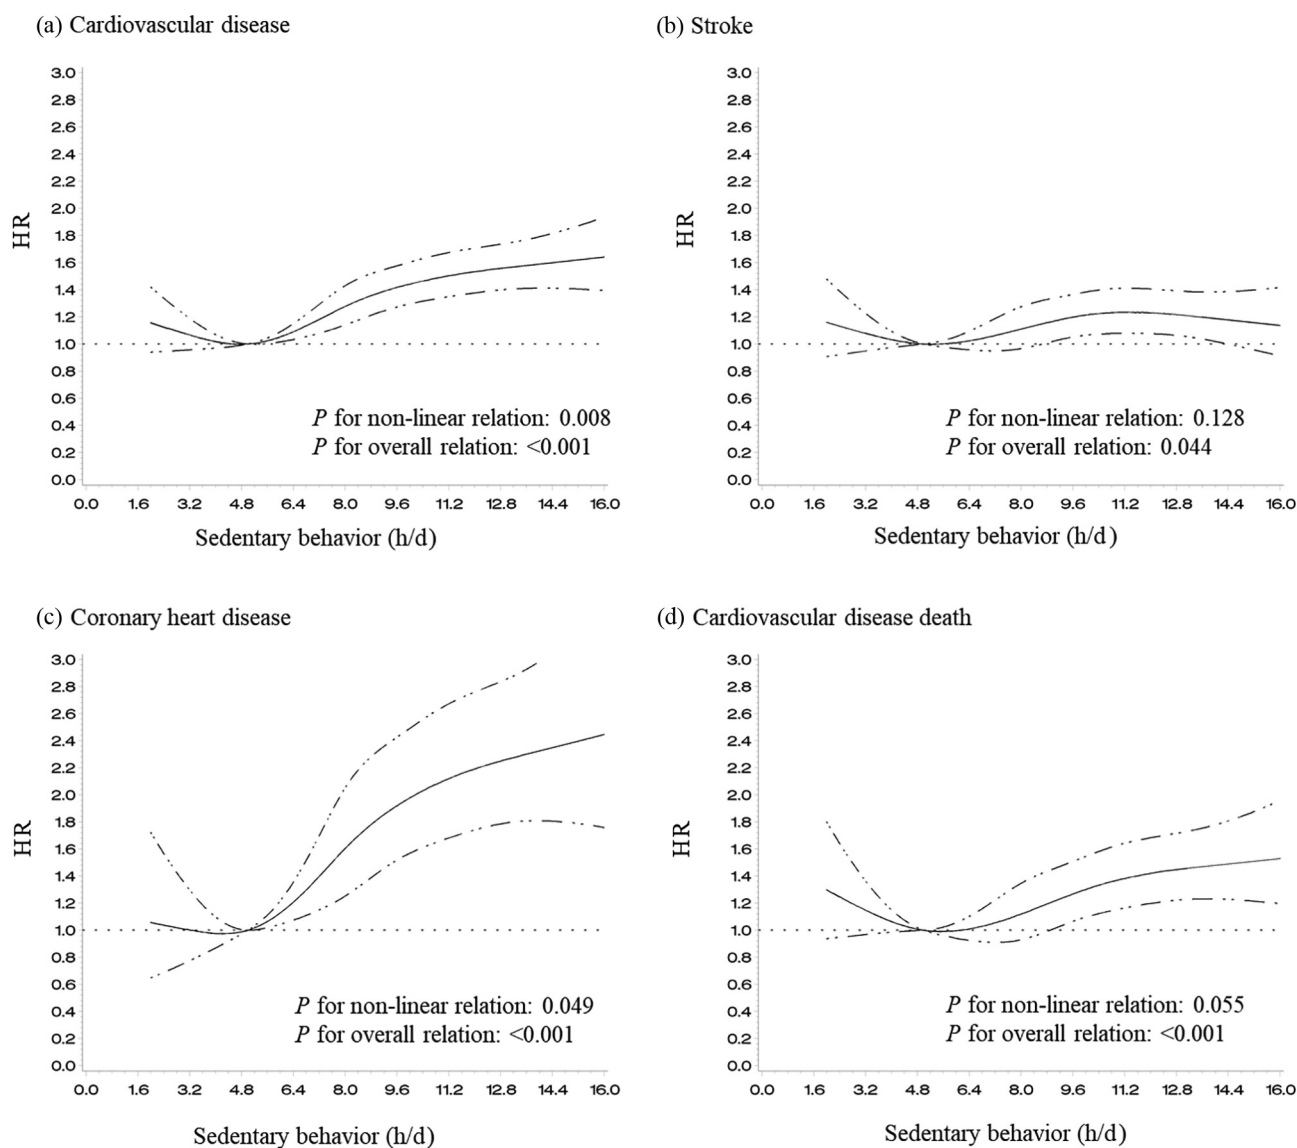 (a) Cardiovascular disease
3.0
2.8
2.6
2.4
2.2
2.0
1.8
1.6
1.4
1.2
1.0
0.8
0.6
0.4
0.2
0.0
HR
P for non-linear relation: 0.008
P for overall relation: <0.001
0.0 1.6 3.2 4.8 6.4 8.0 9.6 11.2 12.8 14.4 16.0
Sedentary behavior (h/d)
(b) Stroke
3.0
2.8
2.6
2.4
2.2
2.0
1.8
1.6
1.4
1.2
1.0
0.8
0.6
0.4
0.2
0.0
HR
P for non-linear relation: 0.128
P for overall relation: 0.044
0.0 1.6 3.2 4.8 6.4 8.0 9.6 11.2 12.8 14.4 16.0
Sedentary behavior (h/d)
(c) Coronary heart disease
3.0
2.8
2.6
2.4
2.2
2.0
1.8
1.6
1.4
1.2
1.0
0.8
0.6
0.4
0.2
0.0
HR
P for non-linear relation: 0.049
P for overall relation: <0.001
0.0 1.6 3.2 4.8 6.4 8.0 9.6 11.2 12.8 14.4 16.0
Sedentary behavior (h/d)
(d) Cardiovascular disease death
3.0
2.8
2.6
2.4
2.2
2.0
1.8
1.6
1.4
1.2
1.0
0.8
0.6
0.4
0.2
0.0
HR
P for non-linear relation: 0.055
P for overall relation: <0.001
0.0 1.6 3.2 4.8 6.4 8.0 9.6 11.2 12.8 14.4 16.0
Sedentary behavior (h/d)